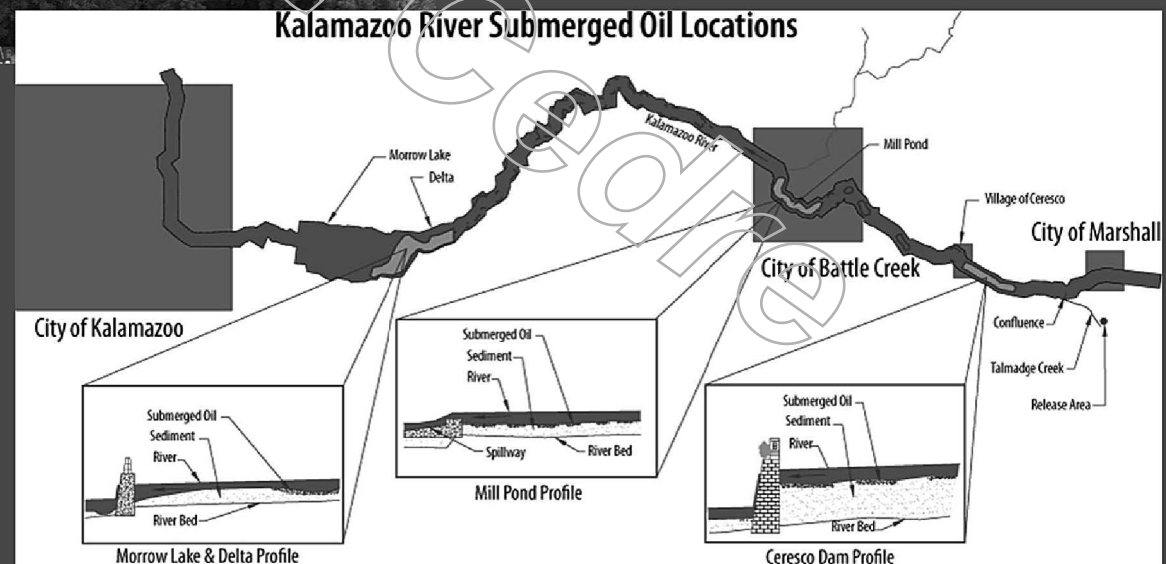 Kalamazoo River Submerged Oil Locations
Cedre
Kalamazoo River
Morrow Lake
Delta
Mill Pond
Village of Ceresco
City of Marshall
City of Battle Creek
City of Kalamazoo
Confluence
Talmadge Creek
Release Area
Submerged Oil
Sediment
River
River Bed
Morrow Lake & Delta Profile
Submerged Oil
Sediment
River
Spillway
River Bed
Mill Pond Profile
Submerged Oil
Sediment
River
River Bed
Ceresco Dam Profile